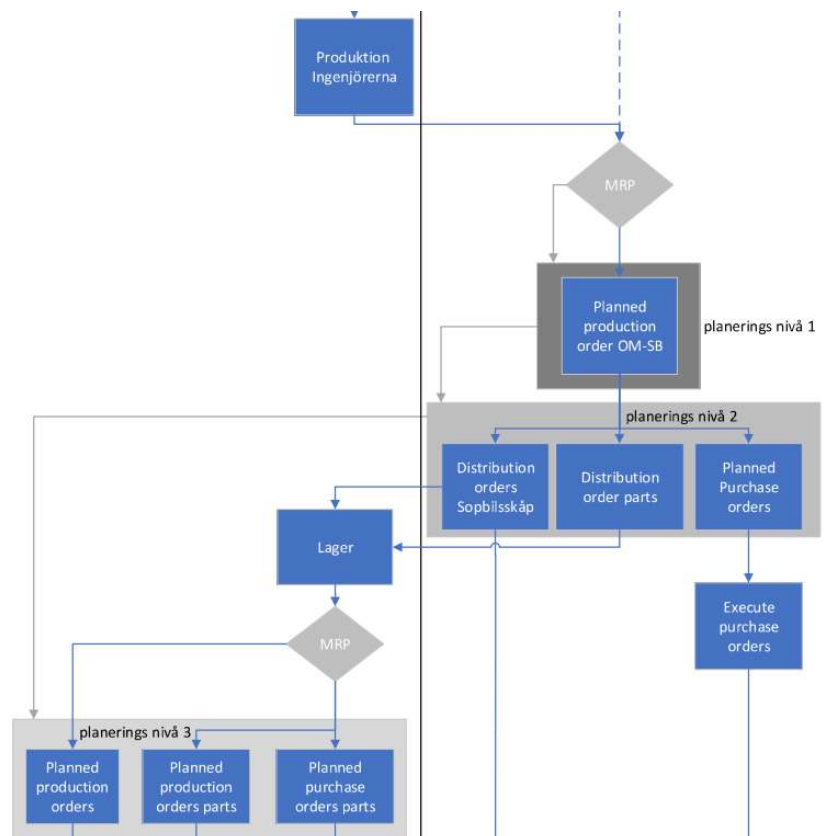 Produktion
Ingenjörerna
MRP
Planned
production
order OM-SB
planerings nivå 1
planerings nivå 2
Distribution
orders
Sopbilsskåp
Distribution
order parts
Planned
Purchase
orders
Lager
Execute
purchase
orders
MRP
planerings nivå 3
Planned
production
orders
Planned
production
orders parts
Planned
purchase
orders parts